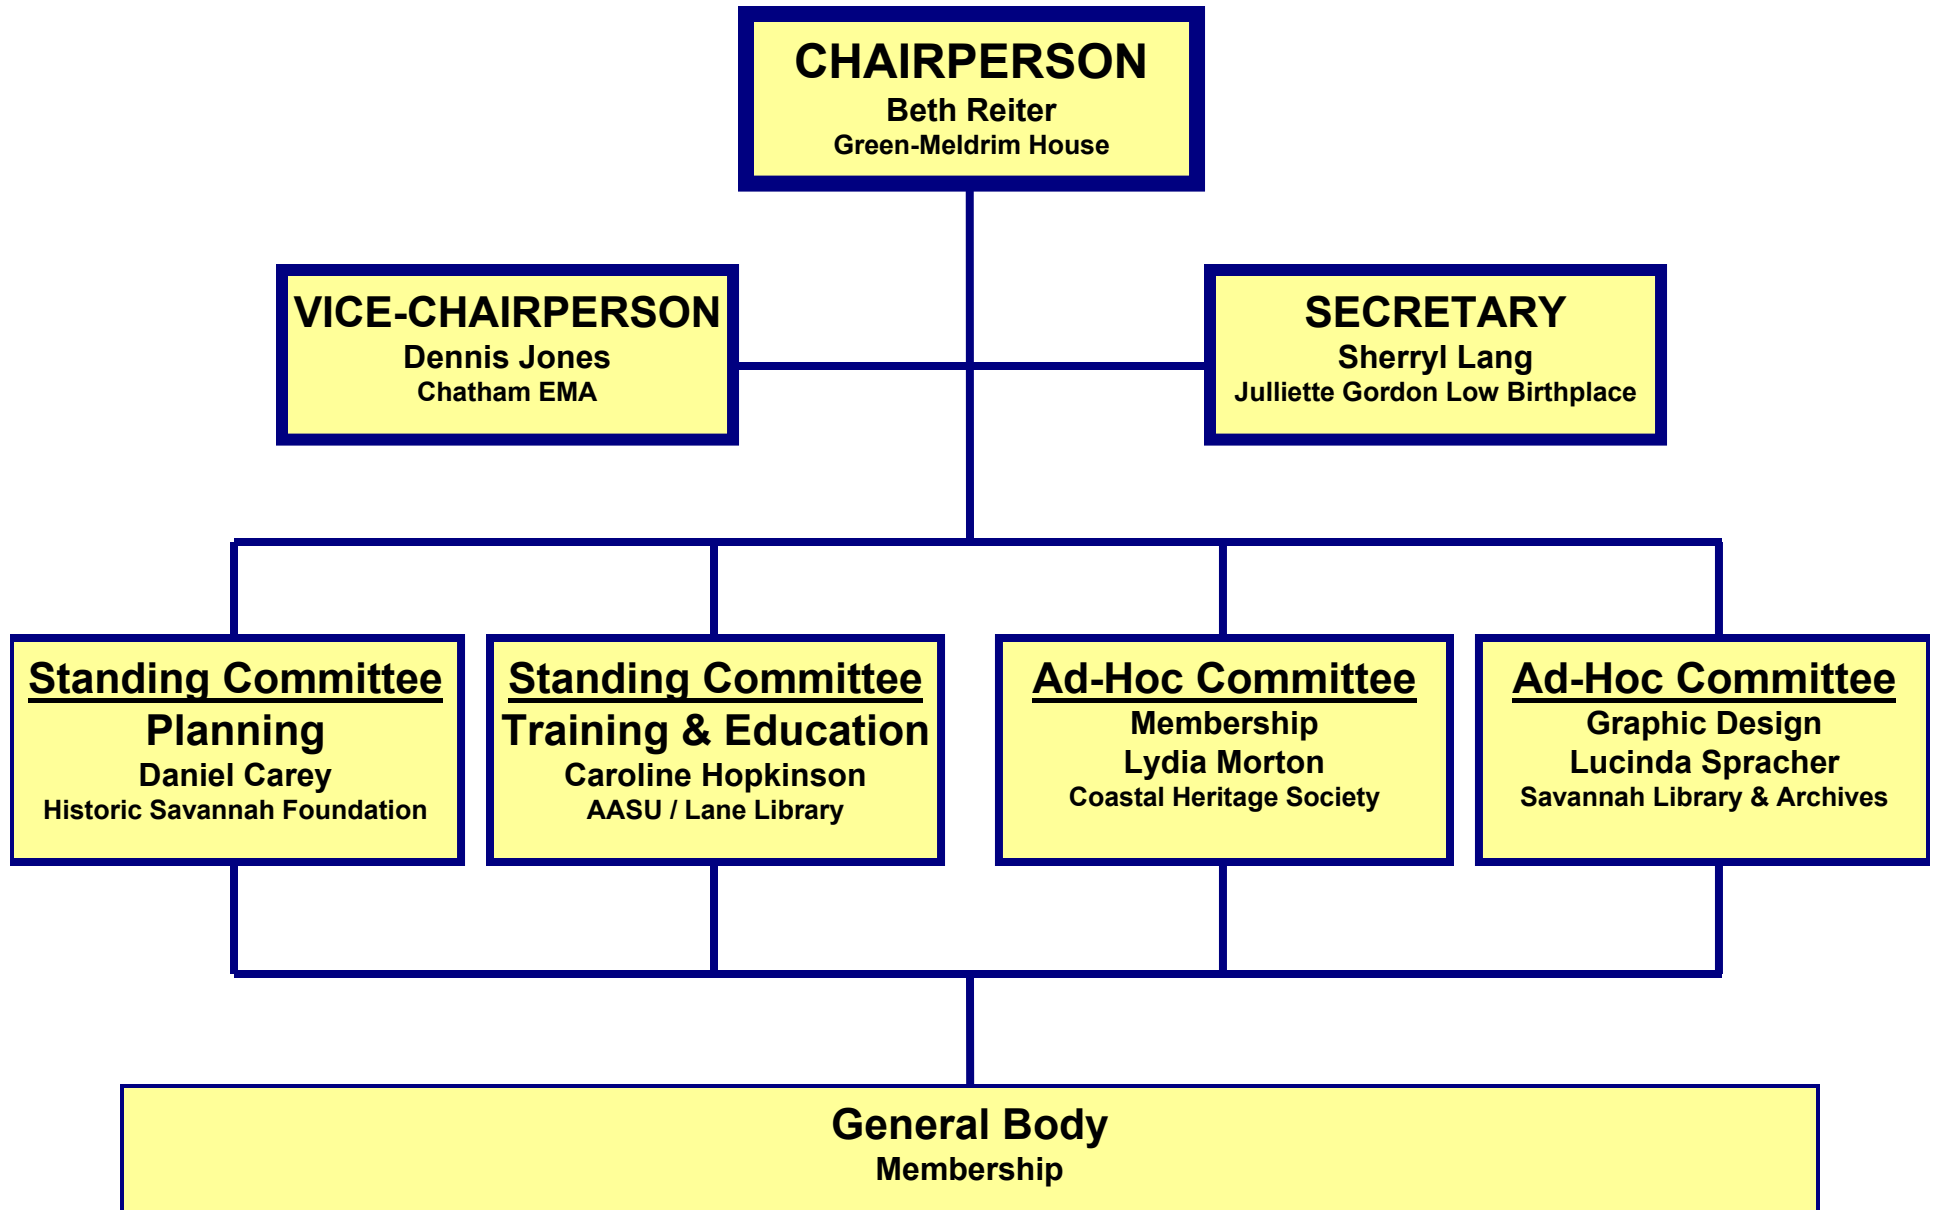 CHAIRPERSON
Beth Reiter
Green-Meldrim House
VICE-CHAIRPERSON
Dennis Jones
Chatham EMA
SECRETARY
Sherryl Lang
Julliette Gordon Low Birthplace
Standing Committee
Planning
Daniel Carey
Historic Savannah Foundation
Standing Committee
Training & Education
Caroline Hopkinson
AASU / Lane Library
Ad-Hoc Committee
Membership
Lydia Morton
Coastal Heritage Society
Ad-Hoc Committee
Graphic Design
Lucinda Spracher
Savannah Library & Archives
General Body
Membership